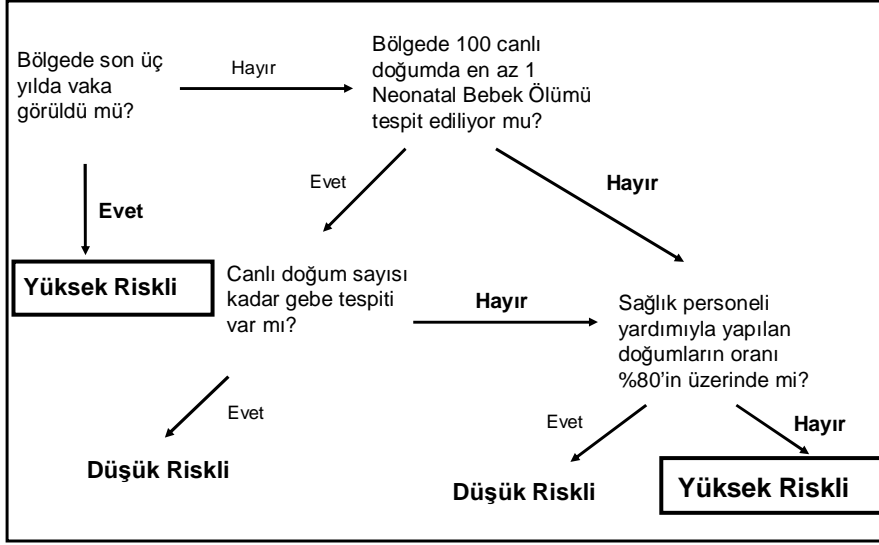 Bölgede son üç
yılda vaka
görüldü mü?
Hayır
Bölgede 100 canlı
doğumda en az 1
Neonatal Bebek Ölümü
tespit ediliyor mu?
Evet
Yüksek Riskli
Evet
Hayır
Canlı doğum sayısı
kadar gebe tespiti
var mı?
Hayır
Sağlık personeli
yardımıyla yapılan
doğumların oranı
%80'in üzerinde mi?
Evet
Düşük Riskli
Evet
Düşük Riskli
Hayır
Yüksek Riskli